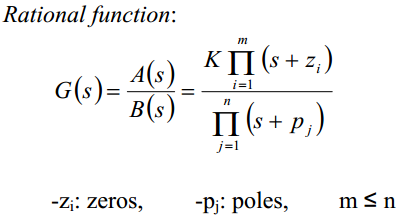 Rational function:
G(s) = A(s) / B(s) = K ∏_{i=1}^{m} (s + z_i) / ∏_{j=1}^{n} (s + p_j)
-z_i: zeros, -p_j: poles, m ≤ n